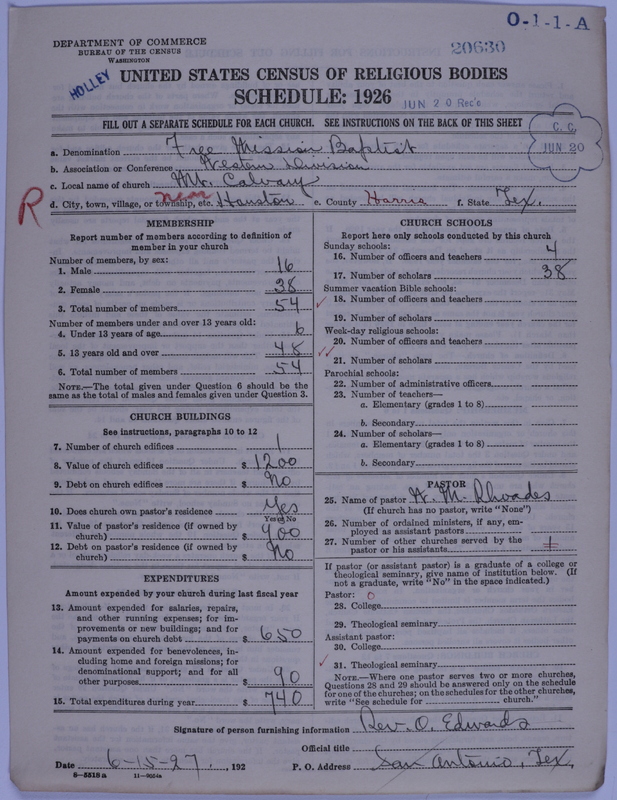 O-1-1-A
DEPARTMENT OF COMMERCE
BUREAU OF THE CENSUS
WASHINGTON
20630
HOLLEY
UNITED STATES CENSUS OF RELIGIOUS BODIES
SCHEDULE: 1926
JUN 20 Rec'd
FILL OUT A SEPARATE SCHEDULE FOR EACH CHURCH. SEE INSTRUCTIONS ON THE BACK OF THIS SHEET
C. C.
JUN 20
a. Denomination Free Mission Baptist
b. Association or Conference Western Division
c. Local name of church Mt. Calvary
R
d. City, town, village, or township, etc. near Houston e. County Harris f. State Tex.
MEMBERSHIP
Report number of members according to definition of
member in your church
Number of members, by sex:
1. Male 16
2. Female 38
3. Total number of members 54
Number of members under and over 13 years old:
4. Under 13 years of age 6
5. 13 years old and over 48
6. Total number of members 54
NOTE.—The total given under Question 6 should be the
same as the total of males and females given under Question 3.
CHURCH BUILDINGS
See instructions, paragraphs 10 to 12
7. Number of church edifices 1
8. Value of church edifices $ 1200
9. Debt on church edifices $ No
10. Does church own pastor's residence Yes
Yes or No
11. Value of pastor's residence (if owned by
church) $ 900
12. Debt on pastor's residence (if owned by
church) $ No
EXPENDITURES
Amount expended by your church during last fiscal year
13. Amount expended for salaries, repairs,
and other running expenses; for im-
provements or new buildings; and for
payments on church debt $ 650
14. Amount expended for benevolences, in-
cluding home and foreign missions; for
denominational support; and for all
other purposes $ 90
15. Total expenditures during year $ 740
CHURCH SCHOOLS
Report here only schools conducted by this church
Sunday schools:
16. Number of officers and teachers 4
17. Number of scholars 38
Summer vacation Bible schools:
18. Number of officers and teachers
19. Number of scholars
Week-day religious schools:
20. Number of officers and teachers
21. Number of scholars
Parochial schools:
22. Number of administrative officers
23. Number of teachers—
a. Elementary (grades 1 to 8)
b. Secondary
24. Number of scholars—
a. Elementary (grades 1 to 8)
b. Secondary
PASTOR
25. Name of pastor W. M. Rhoades
(If church has no pastor, write "None")
26. Number of ordained ministers, if any, em-
ployed as assistant pastors
27. Number of other churches served by the
pastor or his assistants 1
If pastor (or assistant pastor) is a graduate of a college or
theological seminary, give name of institution below. (If
not a graduate, write "No" in the space indicated.)
Pastor: 0
28. College
29. Theological seminary
Assistant pastor:
30. College
31. Theological seminary
NOTE.—Where one pastor serves two or more churches,
Questions 28 and 29 should be answered only on the schedule
for one of the churches; on the schedules for the other churches,
write "See schedule for church."
Signature of person furnishing information Rev. O. Edwards
Official title
Date 6-15-27, 192 P. O. Address San Antonio, Tex,
8-5518 a 11-9054a